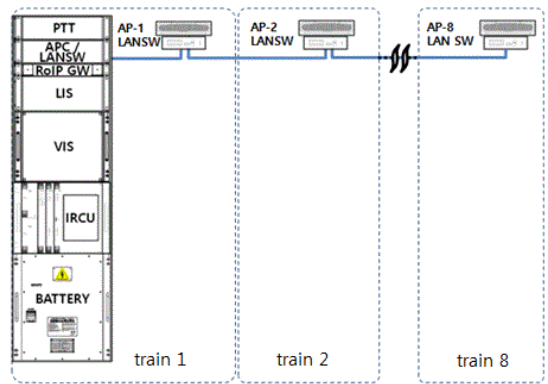 PTT
APC /
LANSW
RoIP GW
LIS
VIS
IRCU
BATTERY
AP-1
LANSW
AP-2
LANSW
AP-8
LAN SW
train 1
train 2
train 8